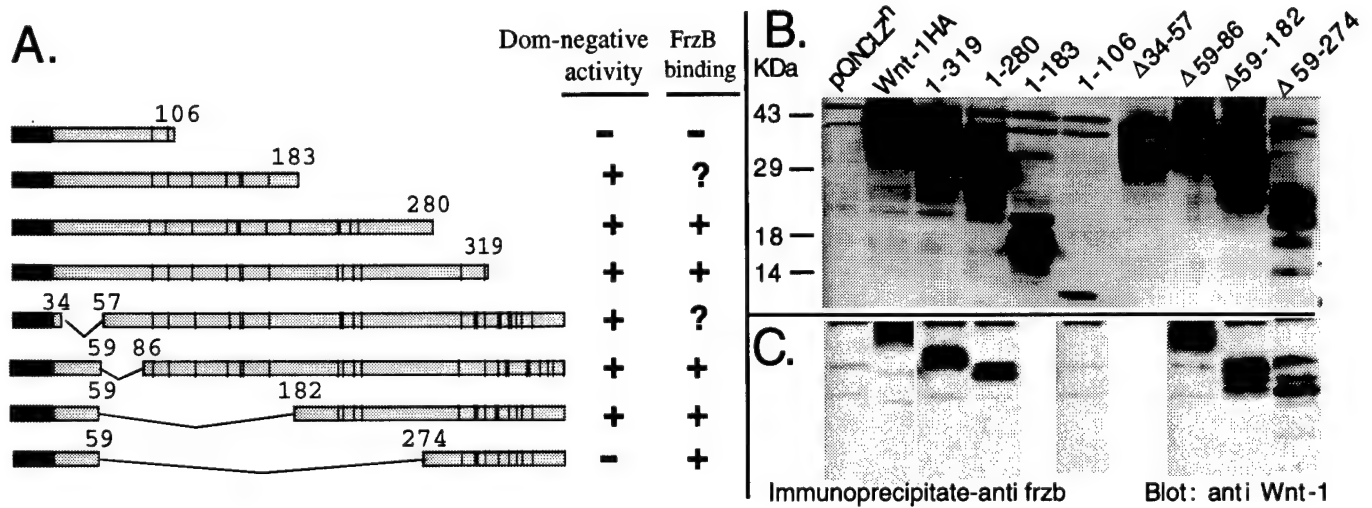 A.
Dom-negative activity
FrzB binding
106 - -
183 + ?
280 + +
319 + +
34 57 + ?
59 86 + +
59 182 + +
59 274 - +
B.
KDa
pQNCLZⁿ
Wnt-1HA
1-319
1-280
1-183
1-106
Δ34-57
Δ59-86
Δ59-182
Δ59-274
43
29
18
14
C.
Immunoprecipitate-anti frzb
Blot: anti Wnt-1